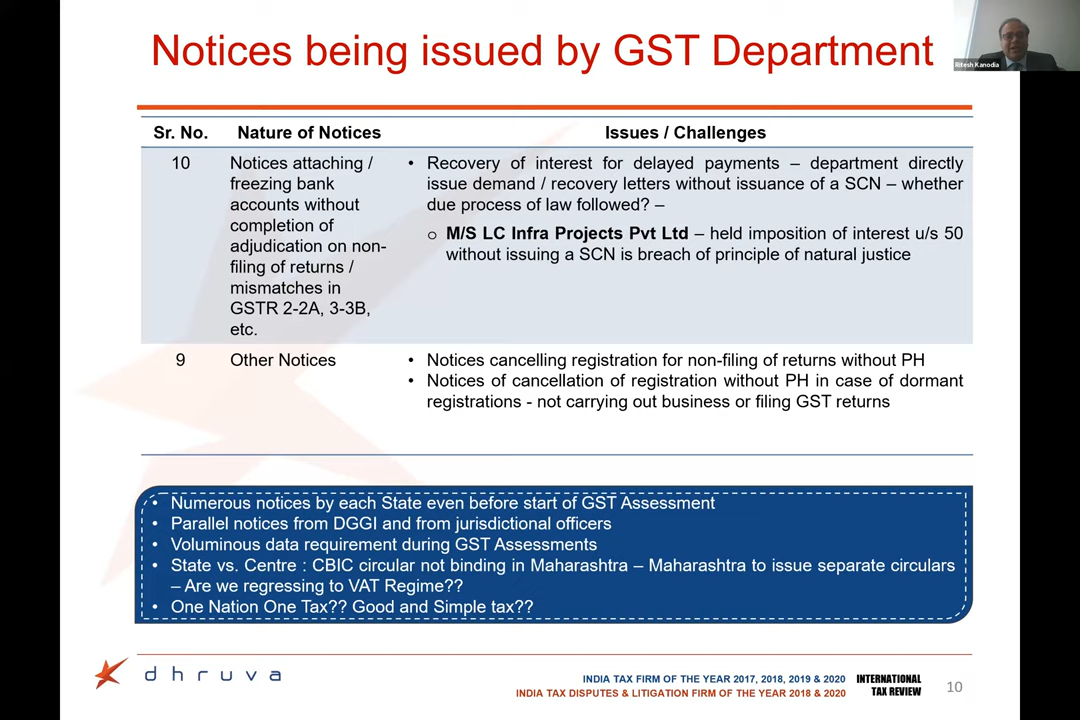 Notices being issued by GST Department
Ritesh Kanodia
Sr. No. Nature of Notices Issues / Challenges
10
Notices attaching /
freezing bank
accounts without
completion of
adjudication on non-
filing of returns /
mismatches in
GSTR 2-2A, 3-3B,
etc.
• Recovery of interest for delayed payments – department directly
issue demand / recovery letters without issuance of a SCN – whether
due process of law followed? –
o M/S LC Infra Projects Pvt Ltd – held imposition of interest u/s 50
without issuing a SCN is breach of principle of natural justice
9
Other Notices
• Notices cancelling registration for non-filing of returns without PH
• Notices of cancellation of registration without PH in case of dormant
registrations - not carrying out business or filing GST returns
• Numerous notices by each State even before start of GST Assessment
• Parallel notices from DGGI and from jurisdictional officers
• Voluminous data requirement during GST Assessments
• State vs. Centre : CBIC circular not binding in Maharashtra – Maharashtra to issue separate circulars
– Are we regressing to VAT Regime??
• One Nation One Tax?? Good and Simple tax??
dhruva
INDIA TAX FIRM OF THE YEAR 2017, 2018, 2019 & 2020
INDIA TAX DISPUTES & LITIGATION FIRM OF THE YEAR 2018 & 2020
INTERNATIONAL
TAX REVIEW
10